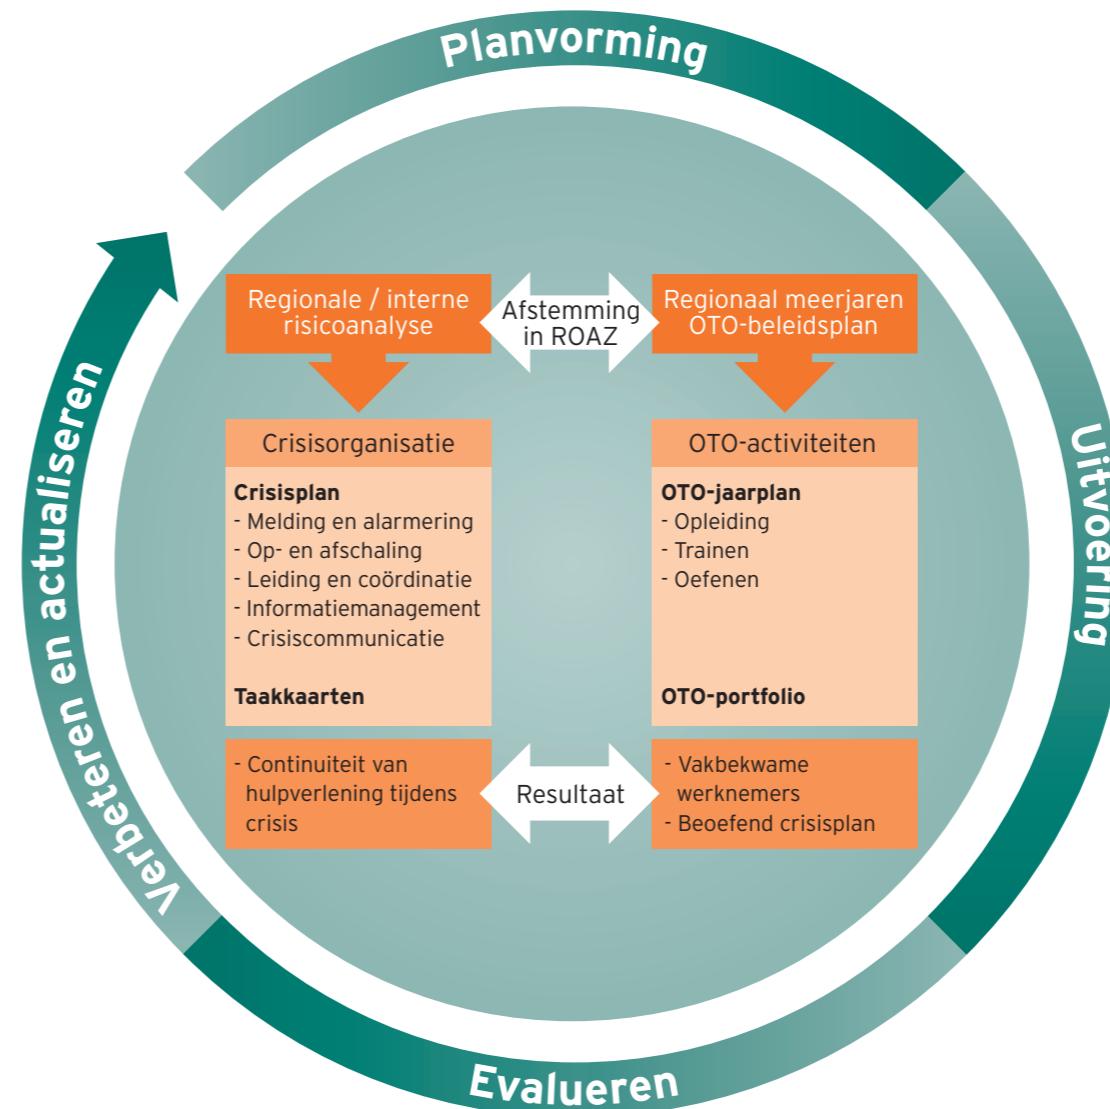 Planvorming
Regionale / interne
risicoanalyse
Afstemming
in ROAZ
Regionaal meerjaren
OTO-beleidsplan
Crisisorganisatie
Crisisplan
- Melding en alarmering
- Op- en afschaling
- Leiding en coördinatie
- Informatiemanagement
- Crisiscommunicatie
Taakkaarten
OTO-activiteiten
OTO-jaarplan
- Opleiding
- Trainen
- Oefenen
OTO-portfolio
- Continuiteit van
hulpverlening tijdens
crisis
Resultaat
- Vakbekwame
werknemers
- Beoefend crisisplan
Uitvoering
Evalueren
Verbeteren en actualiseren